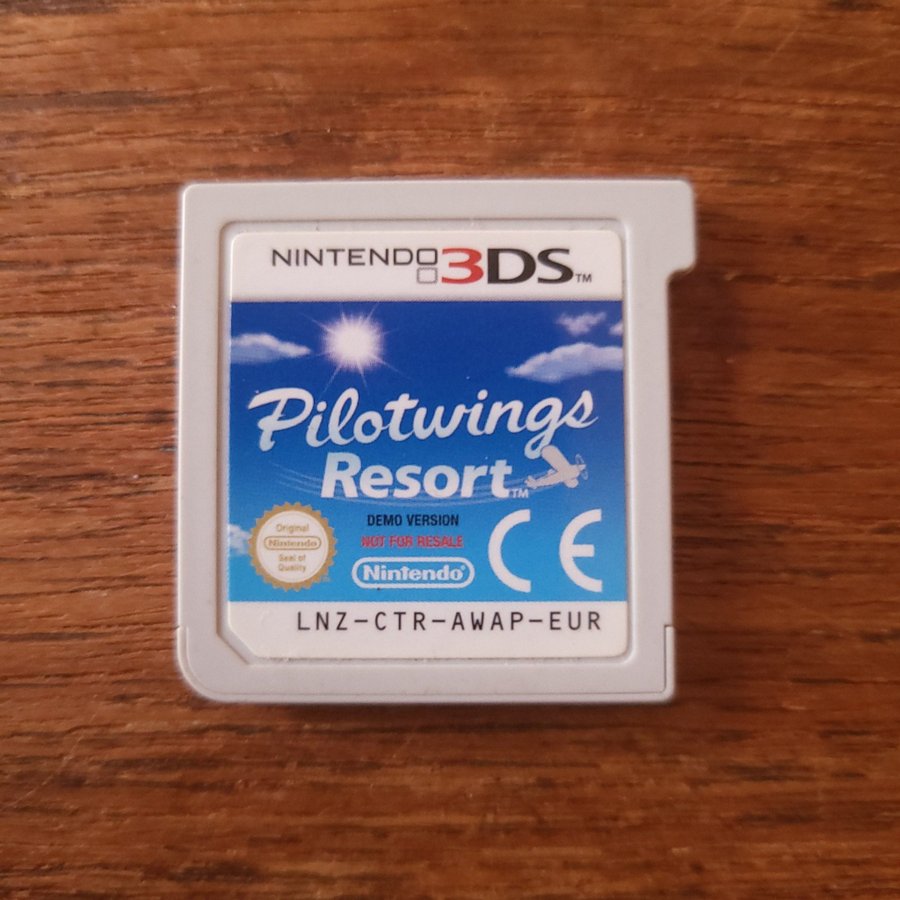 NINTENDO 3DS™
Pilotwings
Resort™
DEMO VERSION
NOT FOR RESALE
Nintendo®
CE
Original
Nintendo
Seal of
Quality
LNZ-CTR-AWAP-EUR